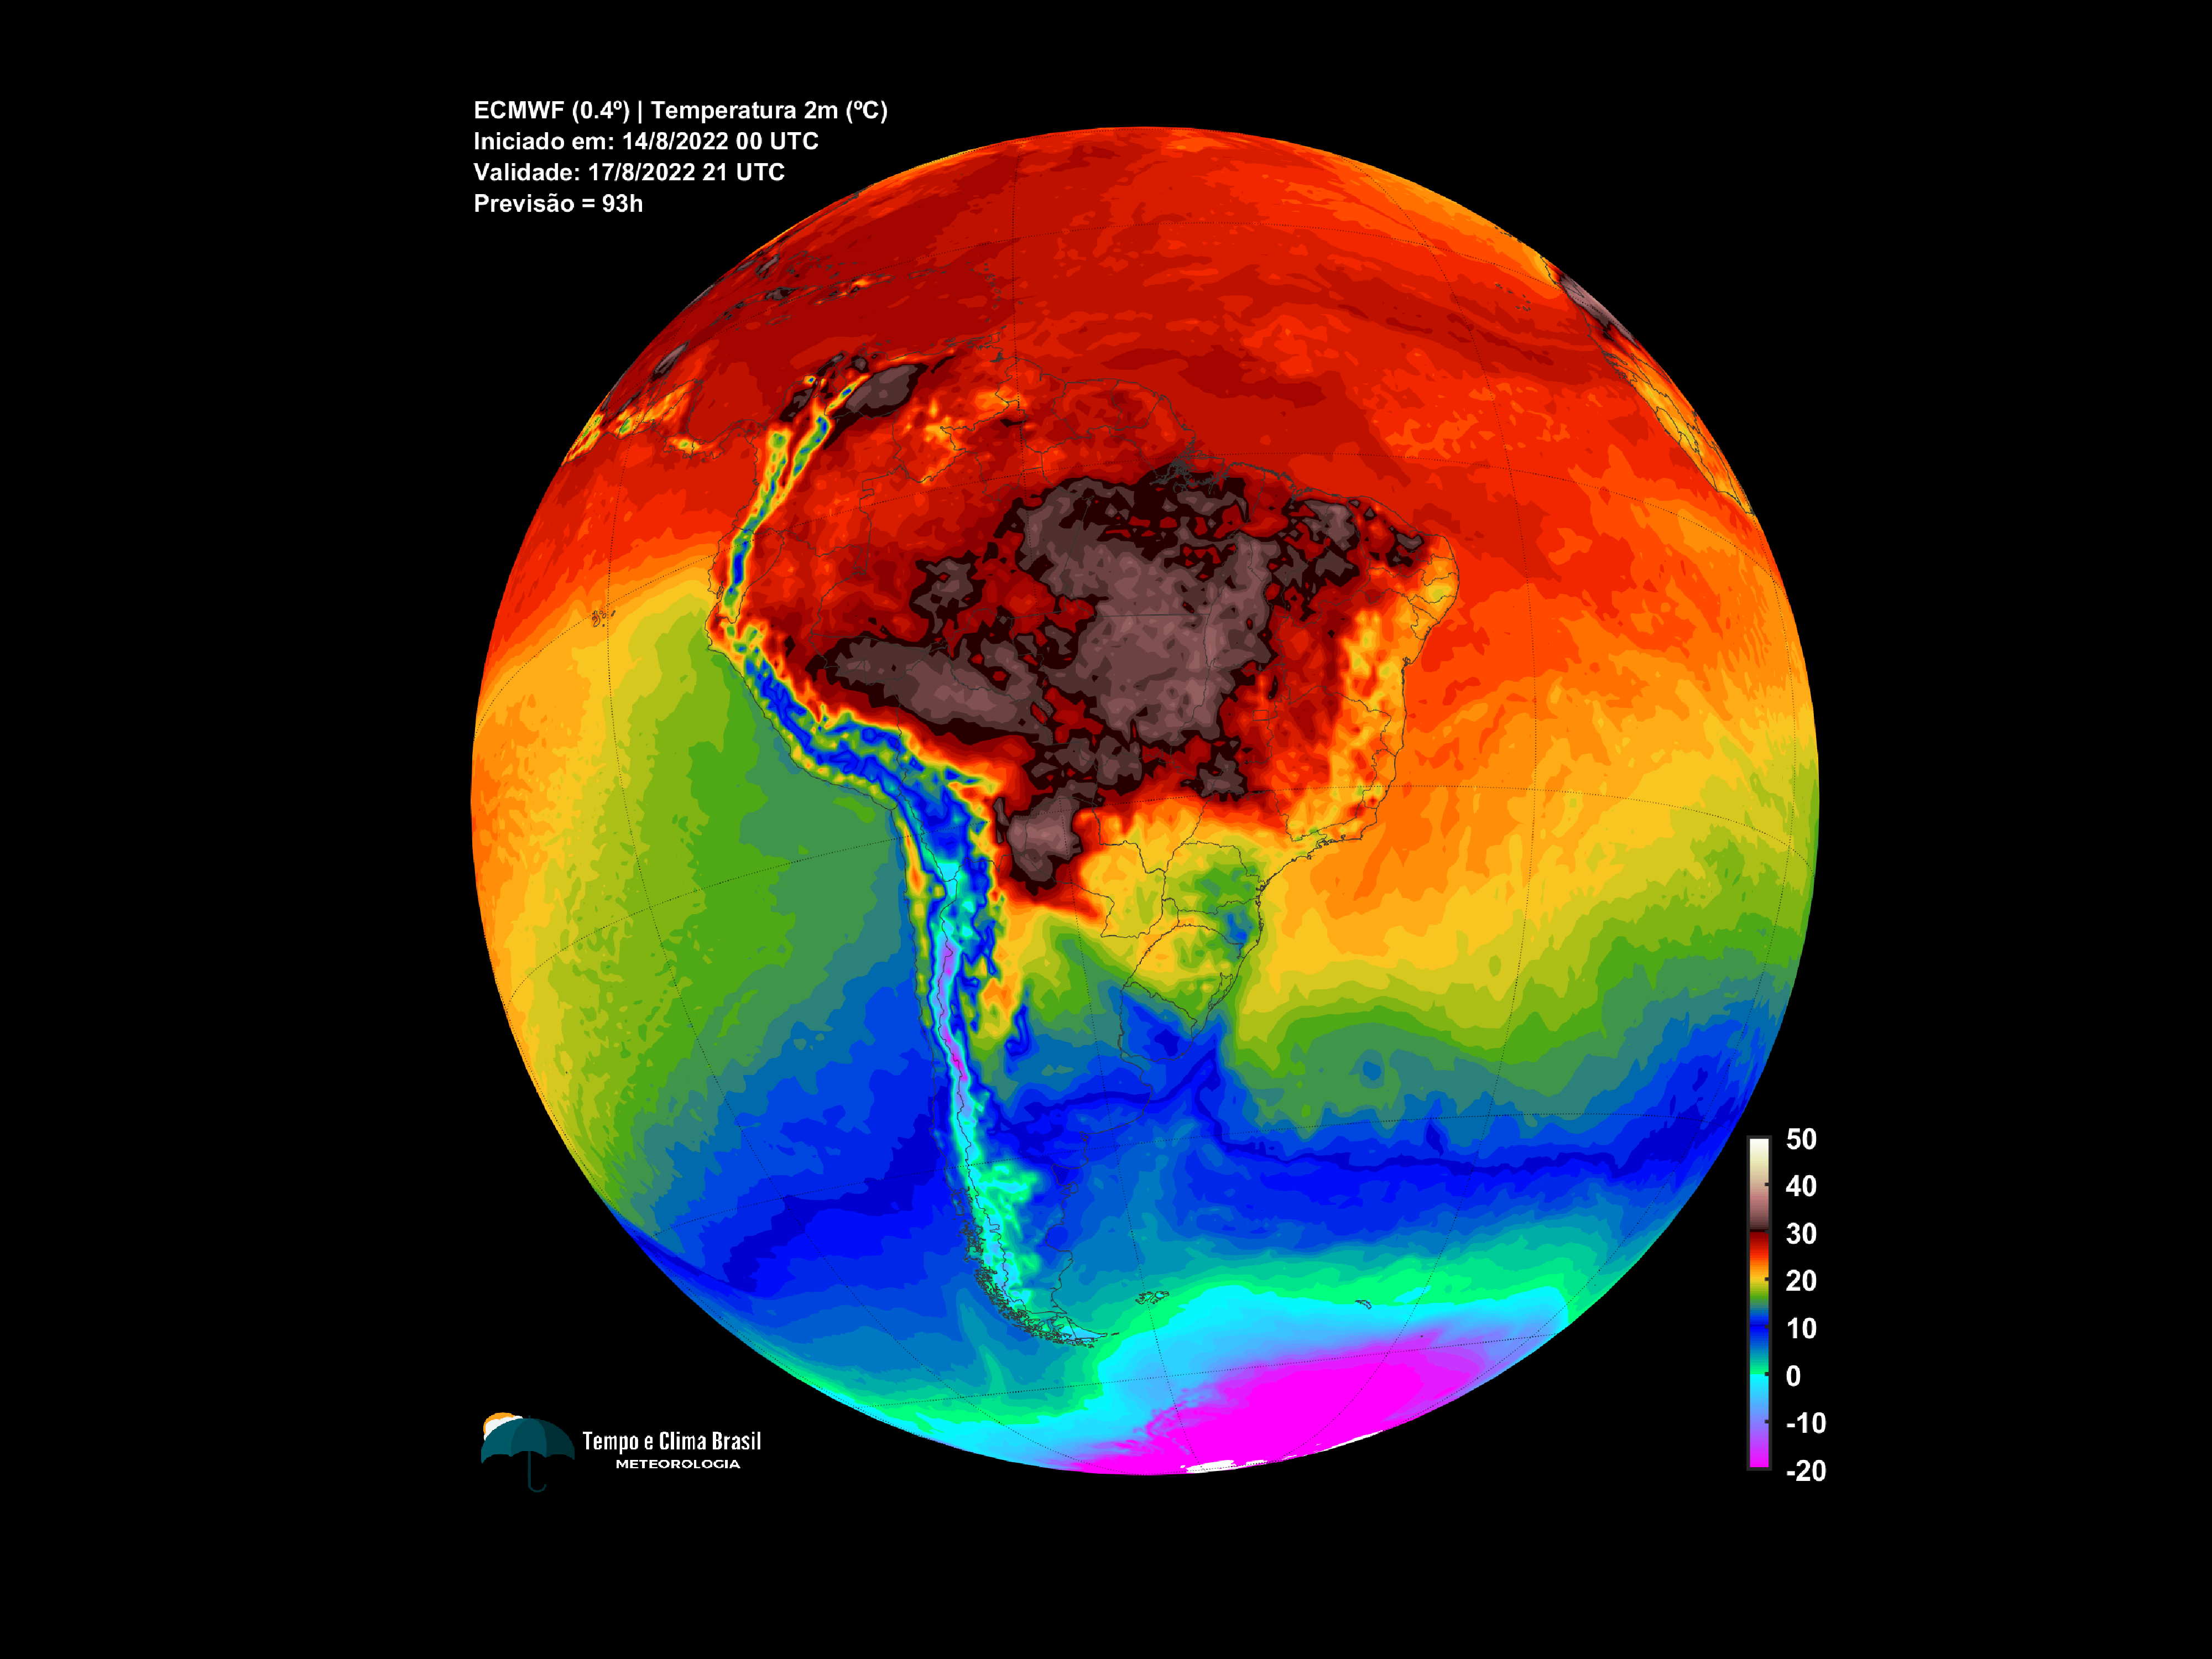 ECMWF (0.4º) | Temperatura 2m (ºC)
Iniciado em: 14/8/2022 00 UTC
Validade: 17/8/2022 21 UTC
Previsão = 93h
50
40
30
20
10
0
-10
-20
Tempo e Clima Brasil
METEOROLOGIA